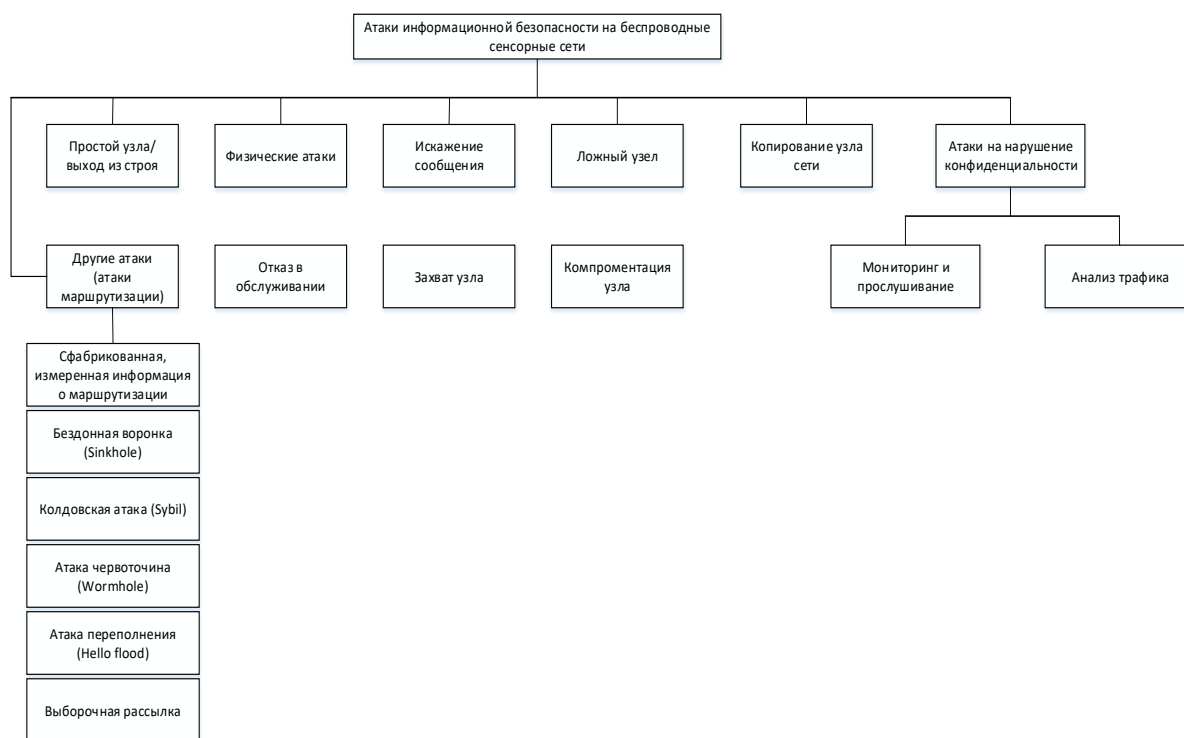 Атаки информационной безопасности на беспроводные
сенсорные сети
Простой узла/
выход из строя
Физические атаки
Искажение
сообщения
Ложный узел
Копирование узла
сети
Атаки на нарушение
конфиденциальности
Другие атаки
(атаки
маршрутизации)
Отказ в
обслуживании
Захват узла
Компроментация
узла
Мониторинг и
прослушивание
Анализ трафика
Сфабрикованная,
измеренная информация
о маршрутизации
Бездонная воронка
(Sinkhole)
Колдовская атака (Sybil)
Атака червоточина
(Wormhole)
Атака переполнения
(Hello flood)
Выборочная рассылка